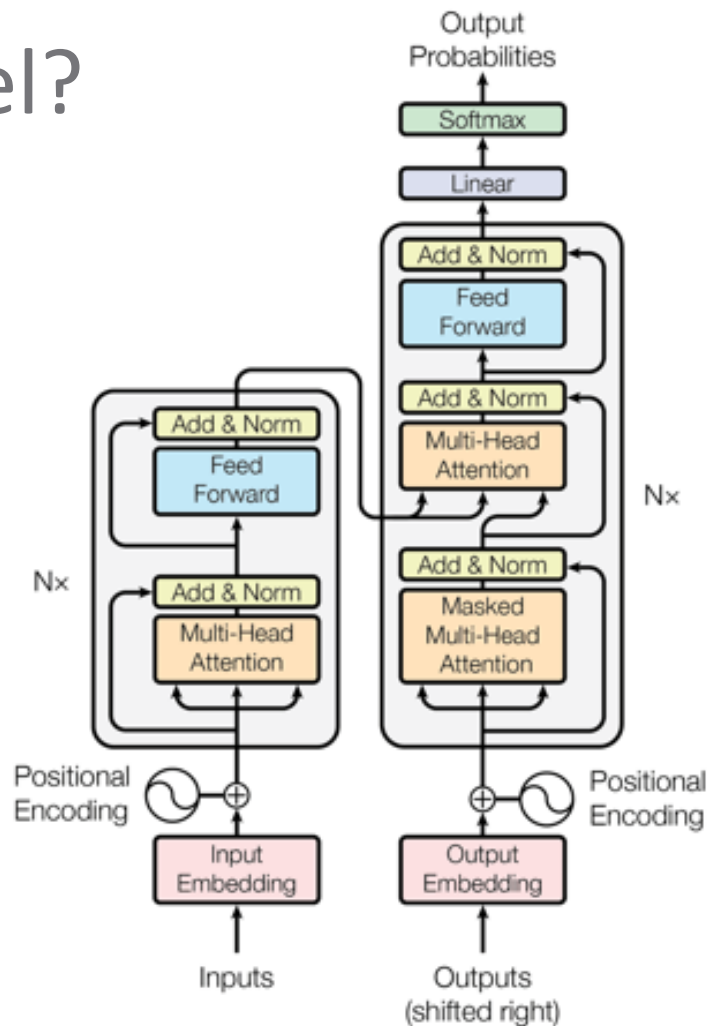 el?
Output
Probabilities
Softmax
Linear
Add & Norm
Feed
Forward
Add & Norm
Multi-Head
Attention
Add & Norm
Masked
Multi-Head
Attention
Nx
Positional
Encoding
Output
Embedding
Outputs
(shifted right)
Add & Norm
Feed
Forward
Add & Norm
Multi-Head
Attention
Nx
Positional
Encoding
Input
Embedding
Inputs